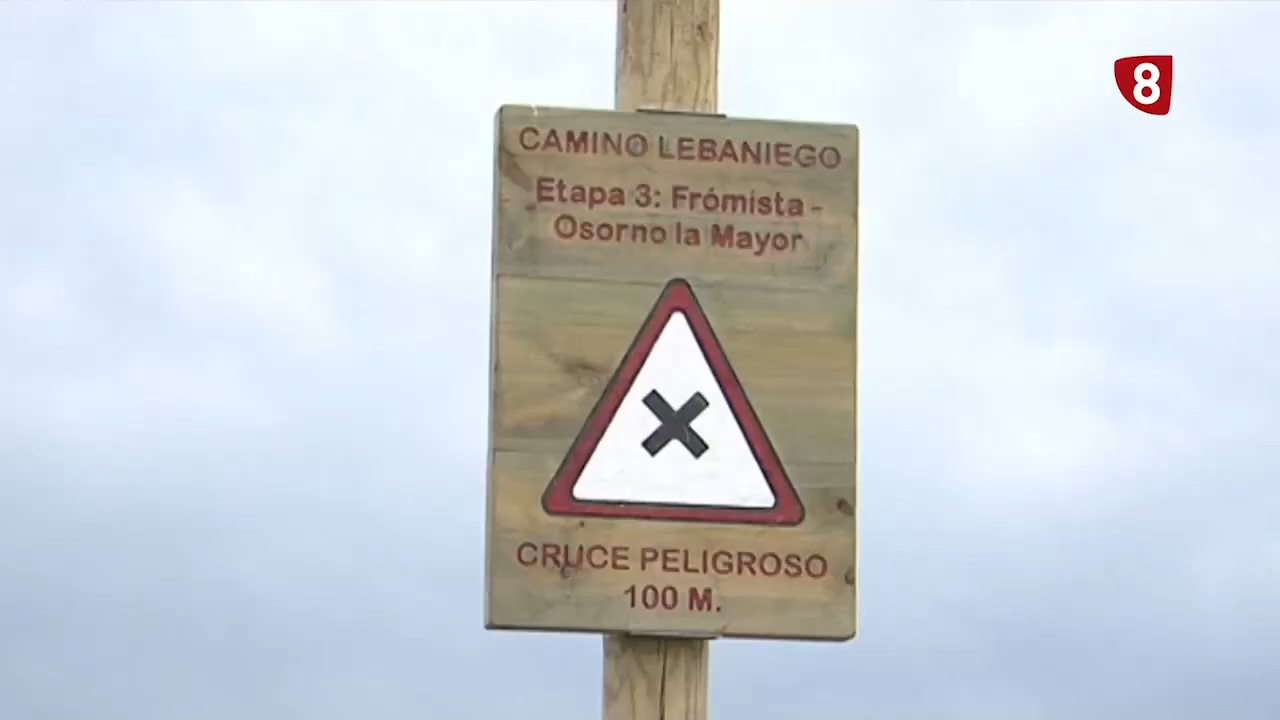 8
CAMINO LEBANIEGO
Etapa 3: Frómista -
Osorno la Mayor
CRUCE PELIGROSO
100 M.